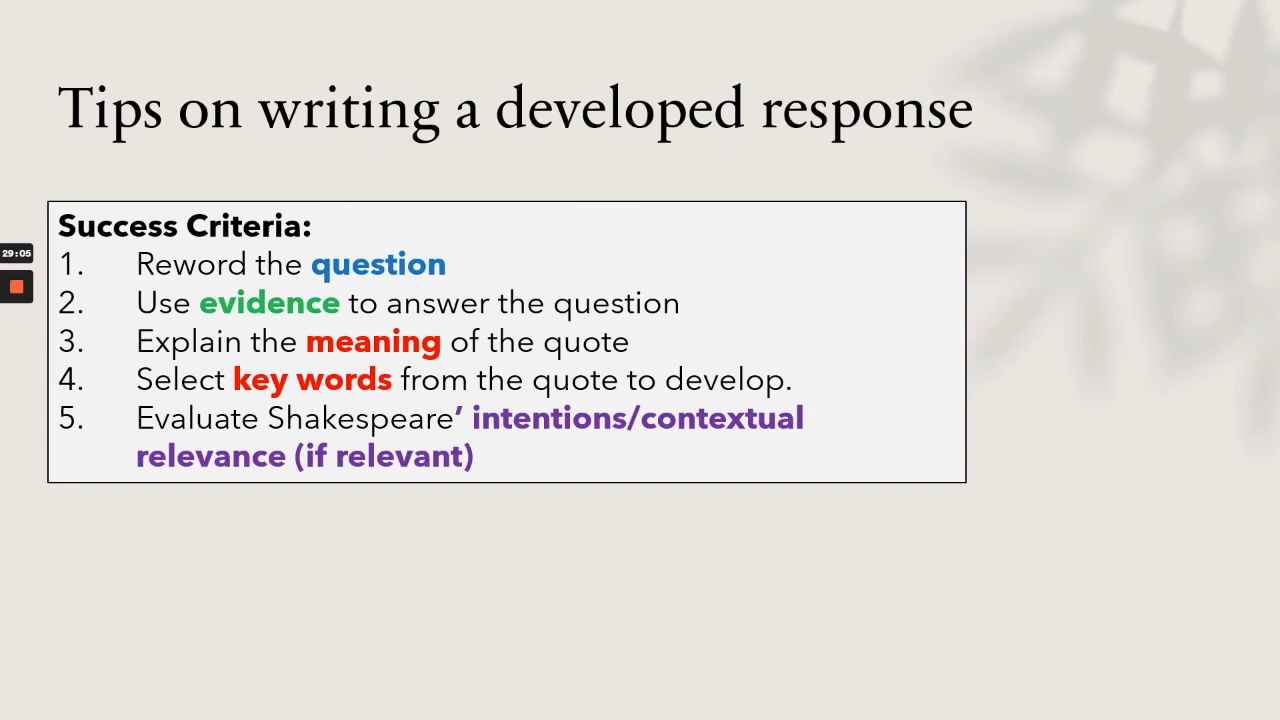 Tips on writing a developed response
Success Criteria:
29:05
1. Reword the question
2. Use evidence to answer the question
3. Explain the meaning of the quote
4. Select key words from the quote to develop.
5. Evaluate Shakespeare’ intentions/contextual
relevance (if relevant)